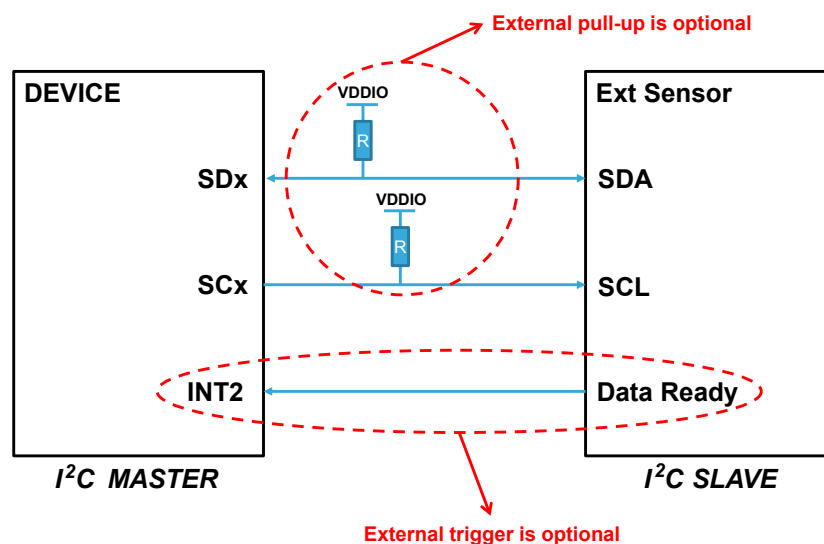 External pull-up is optional
DEVICE
VDDIO
Ext Sensor
R
SDx
SDA
VDDIO
R
SCx
SCL
INT2
Data Ready
I²C MASTER
I²C SLAVE
External trigger is optional